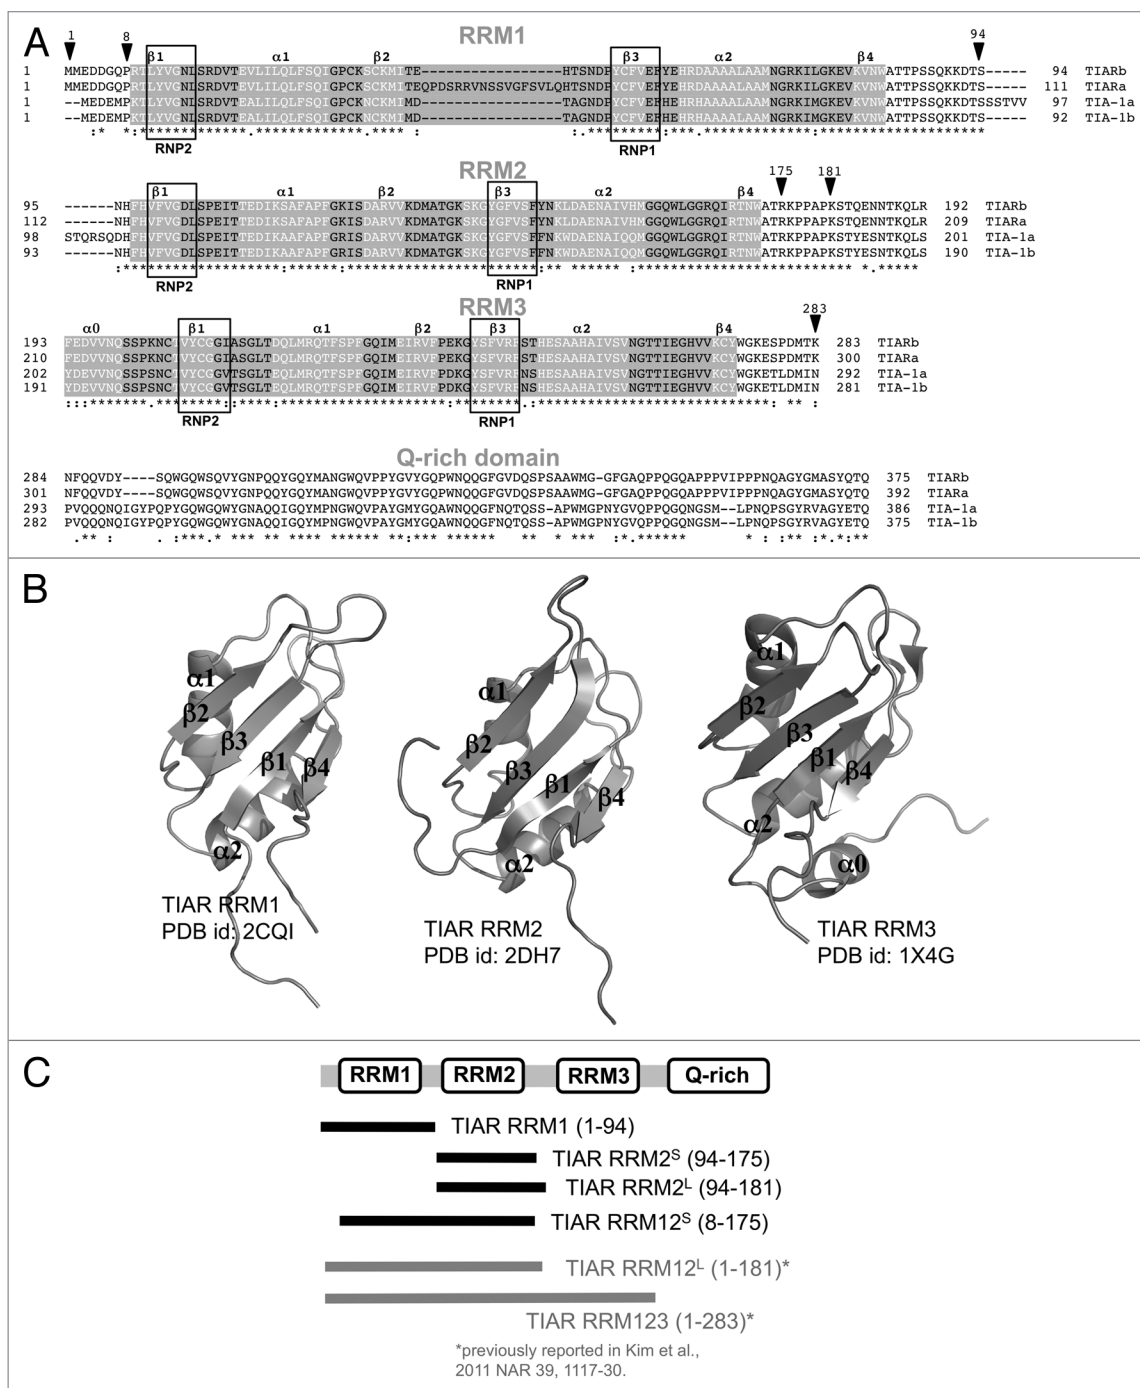 A
RRM1
1 8 94
β1 α1 β2 β3 α2 β4
1 MMEDDGQPRTLYVGNLSRDVTEVLILQLFSQIGPCKSCKMITE-----------------HTSNDPYCFVEFYEHRDAAAALAAMNGRKILGKEVKVNWATTPSSQKKDTS----- 94 TIARb
1 MMEDDGQPRTLYVGNLSRDVTEVLILQLFSQIGPCKSCKMITEQPDSRRVNSSVGFSVLQHTSNDPYCFVEFYEHRDAAAALAAMNGRKILGKEVKVNWATTPSSQKKDTS----- 111 TIARa
1 --MEDEMPKTLYVGNLSRDVTEALILQLFSQIGPCKNCKMIMD-----------------TAGNDPYCFVEFHEHRHAAAALAAMNGRKIMGKEVKVNWATTPSSQKKDTSSSTVV 97 TIA-1a
1 --MEDEMPKTLYVGNLSRDVTEALILQLFSQIGPCKNCKMIMD-----------------TAGNDPYCFVEFHEHRHAAAALAAMNGRKIMGKEVKVNWATTPSSQKKDTS----- 92 TIA-1b
RNP2 RNP1
RRM2
175 181
β1 α1 β2 β3 α2 β4
95 ------NHFHVFVGDLSPEITTEDIKSAFAPFGKISDARVVKDMATGKSKGYGFVSFYNKLDAENAIVHMGGQWLGGRQIRTNWATRKPPAPKSTQENNTKQLR 192 TIARb
112 ------NHFHVFVGDLSPEITTEDIKSAFAPFGKISDARVVKDMATGKSKGYGFVSFYNKLDAENAIVHMGGQWLGGRQIRTNWATRKPPAPKSTQENNTKQLR 209 TIARa
98 STQRSQDHFHVFVGDLSPEITTEDIKAAFAPFGRISDARVVKDMATGKSKGYGFVSFFNKWDAENAIQQMGGQWLGGRQIRTNWATRKPPAPKSTYESNTKQLS 201 TIA-1a
93 ------NHFHVFVGDLSPEITTEDIKAAFAPFGRISDARVVKDMATGKSKGYGFVSFFNKWDAENAIQQMGGQWLGGRQIRTNWATRKPPAPKSTYESNTKQLS 190 TIA-1b
RNP2 RNP1
RRM3
283
α0 β1 α1 β2 β3 α2 β4
193 FEDVVNQSSPKNCTVYCGGIASGLTDQLMRQTFSPFGQIMEIRVFPEKGYSFVRFSTHESAAHAIVSVNGTTIEGHVVKCYWGKESPDMTK 283 TIARb
210 FEDVVNQSSPKNCTVYCGGIASGLTDQLMRQTFSPFGQIMEIRVFPEKGYSFVRFSTHESAAHAIVSVNGTTIEGHVVKCYWGKESPDMTK 300 TIARa
202 YDEVVNQSSPSNCTVYCGGVTSGLTEQLMRQTFSPFGQIMEIRVFPDKGYSFVRFNSHESAAHAIVSVNGTTIEGHVVKCYWGKETLDMIN 292 TIA-1a
191 YDEVVNQSSPSNCTVYCGGVTSGLTEQLMRQTFSPFGQIMEIRVFPDKGYSFVRFNSHESAAHAIVSVNGTTIEGHVVKCYWGKETLDMIN 281 TIA-1b
RNP2 RNP1
Q-rich domain
284 NFQQVDY----SQWGQWSQVYGNPQQYGQYMANGWQVPPYGVYGQPWNQQGFGVDQSPSAAWMG-GFGAQPPQGQAPPPVIPPPNQAGYGMASYQTQ 375 TIARb
301 NFQQVDY----SQWGQWSQVYGNPQQYGQYMANGWQVPPYGVYGQPWNQQGFGVDQSPSAAWMG-GFGAQPPQGQAPPPVIPPPNQAGYGMASYQTQ 392 TIARa
293 PVQQQNQIGYPQPYGQWGQWYGNAQQIGQYMPNGWQVPAYGMYGQAWNQQGFNQTQSS-APWMGPNYGVQPPQGQNGSM--LPNQPSGYRVAGYETQ 386 TIA-1a
282 PVQQQNQIGYPQPYGQWGQWYGNAQQIGQYMPNGWQVPAYGMYGQAWNQQGFNQTQSS-APWMGPNYGVQPPQGQNGSM--LPNQPSGYRVAGYETQ 375 TIA-1b
B
α1 β2 β3 β1 β4 α2
TIAR RRM1
PDB id: 2CQI
α1 β2 β3 β1 β4 α2
TIAR RRM2
PDB id: 2DH7
α1 β2 β3 β1 β4 α2 α0
TIAR RRM3
PDB id: 1X4G
C
RRM1 RRM2 RRM3 Q-rich
TIAR RRM1 (1-94)
TIAR RRM2S (94-175)
TIAR RRM2L (94-181)
TIAR RRM12S (8-175)
TIAR RRM12L (1-181)*
TIAR RRM123 (1-283)*
*previously reported in Kim et al.,
2011 NAR 39, 1117-30.